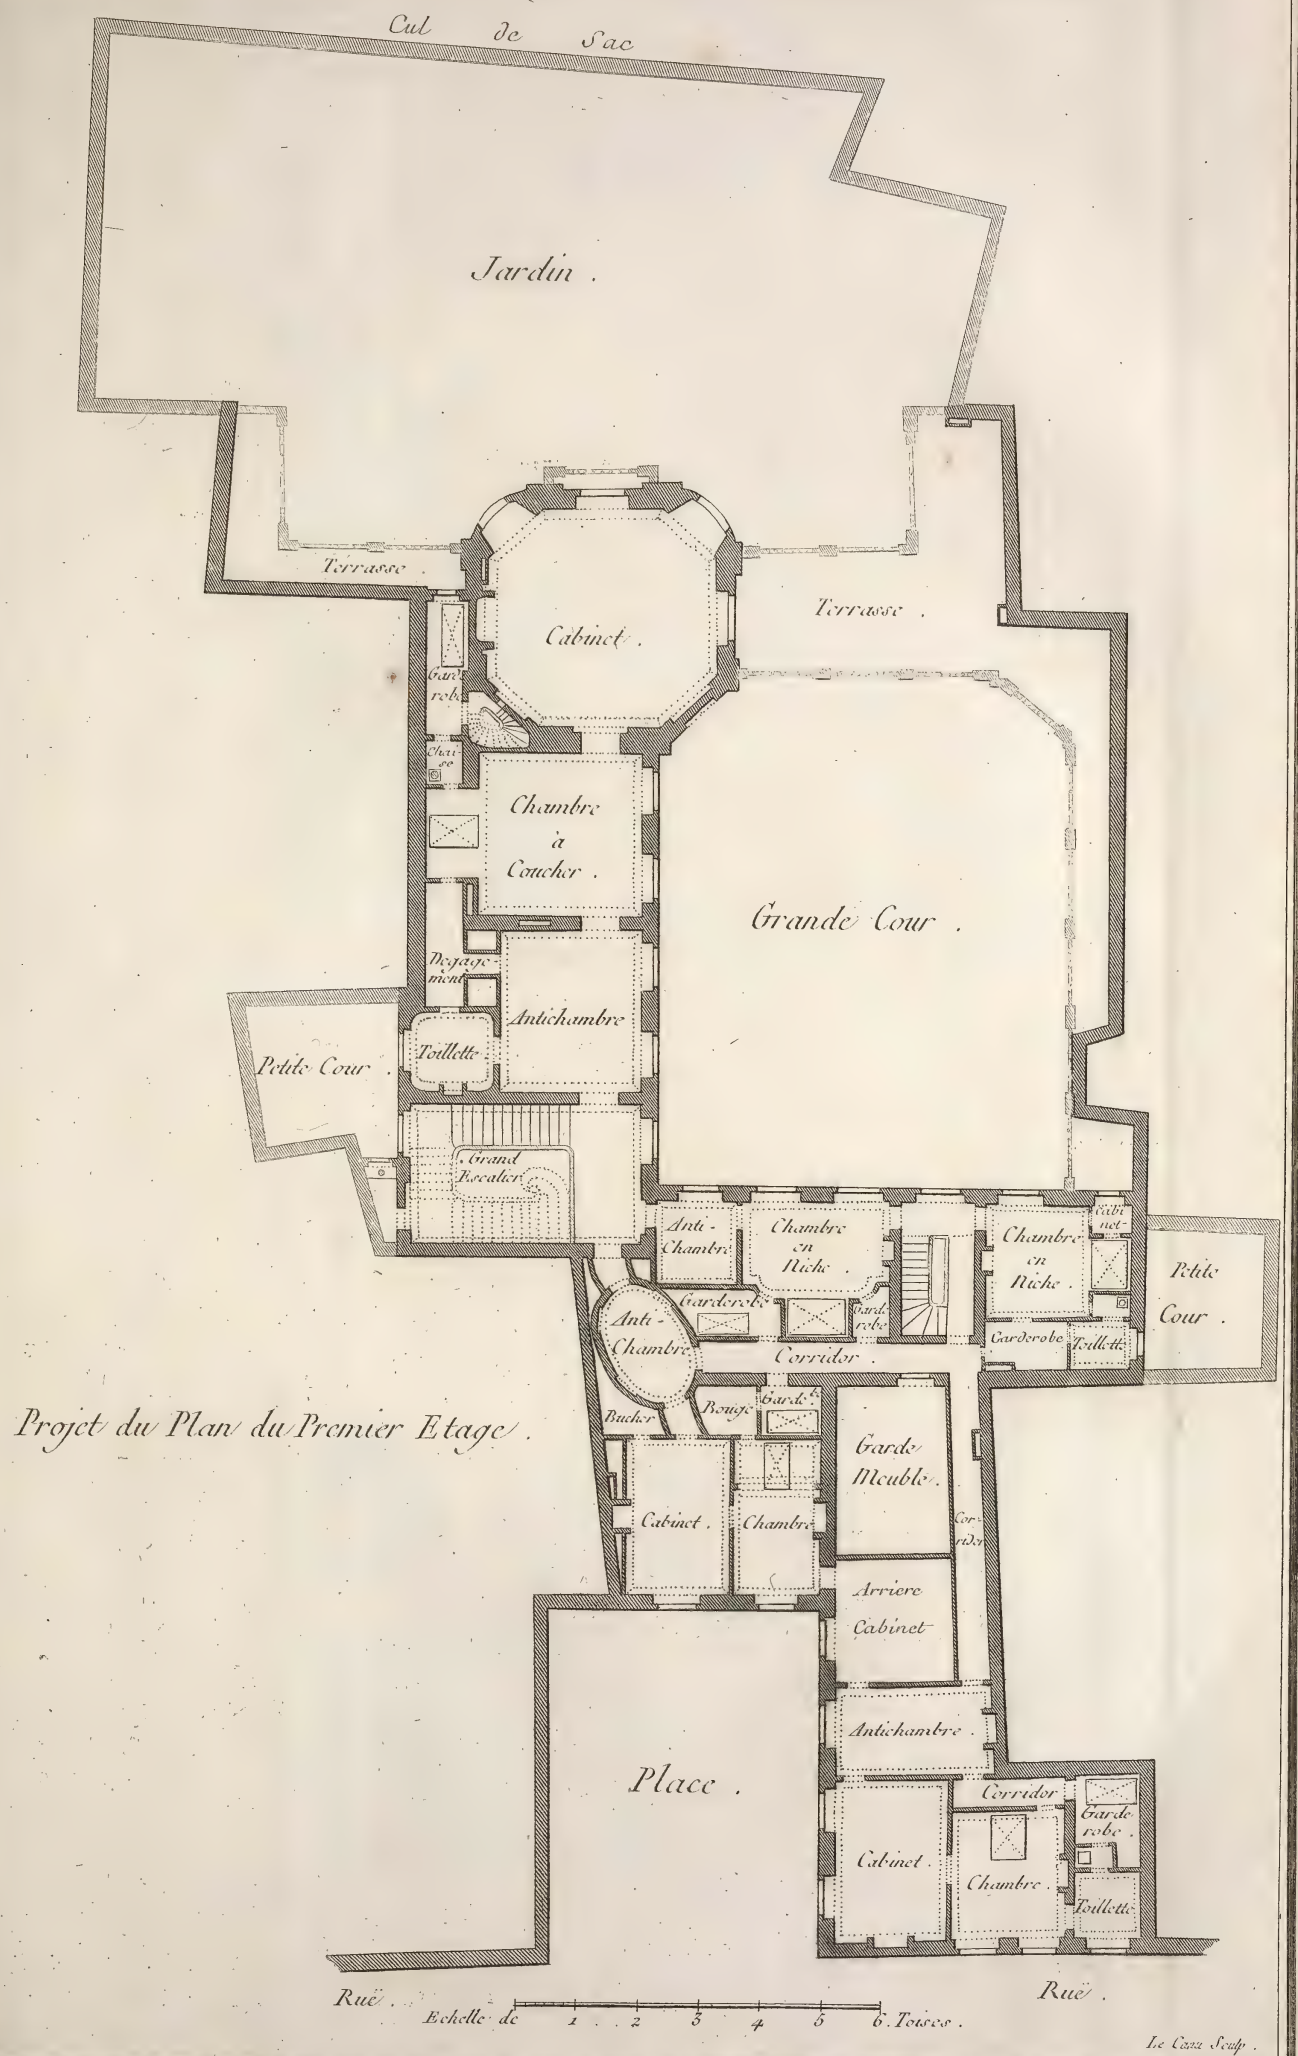 Cul de Sac
Jardin .
Terrasse .
Terrasse .
Cabinet .
Garde
robe
Chai-
se
Chambre
à
Coucher .
Grande Cour .
Degage-
ment
Antichambre
Toillette
Petite Cour .
Grand
Escalier
Anti-
Chambre
Chambre
en
Niche .
Cabi
net
Chambre
en
Niche .
Petite
Cour .
Garderobe
Garde
robe
Anti-
Chambre
Corridor .
Garderobe
Toillette
Projet du Plan du Premier Etage .
Bucher
Bouge
Garde
Garde
Meuble .
Cabinet .
Chambre
Cor-
ridor
Arriere
Cabinet
Place .
Antichambre .
Corridor
Garde
robe .
Cabinet .
Chambre .
Toillette
Ruë .
Ruë .
Echelle de 1 . 2 3 4 5 6 . Toises .
Sculp .